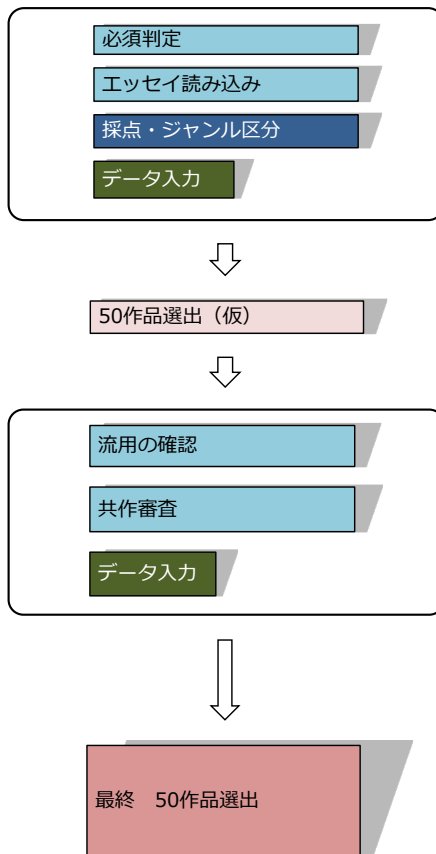 必須判定
エッセイ読み込み
採点・ジャンル区分
データ入力
50作品選出（仮）
流用の確認
共作審査
データ入力
最終　50作品選出